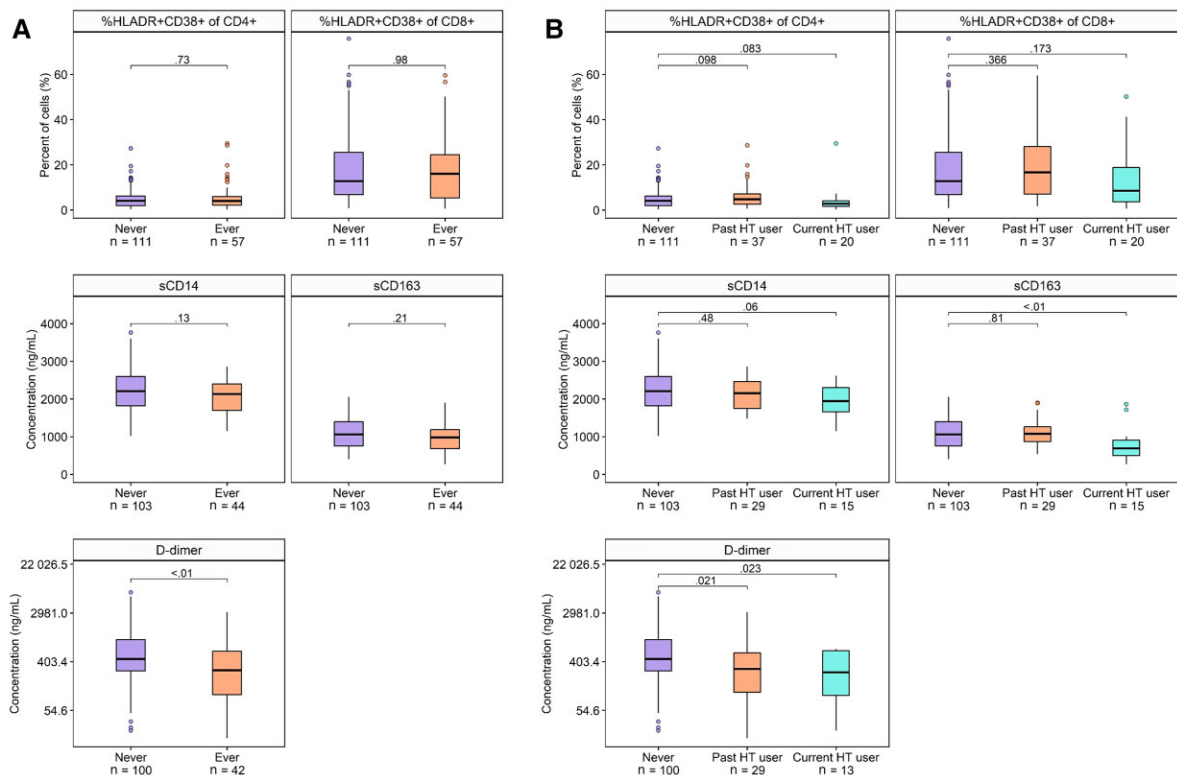 A
%HLADR+CD38+ of CD4+
%HLADR+CD38+ of CD8+
.73
.98
Percent of cells (%)
60
40
20
0
Never
n = 111
Ever
n = 57
Never
n = 111
Ever
n = 57
sCD14
sCD163
.13
.21
Concentration (ng/mL)
4000
3000
2000
1000
0
Never
n = 103
Ever
n = 44
Never
n = 103
Ever
n = 44
D-dimer
<.01
Concentration (ng/mL)
22 026.5
2981.0
403.4
54.6
Never
n = 100
Ever
n = 42
B
%HLADR+CD38+ of CD4+
%HLADR+CD38+ of CD8+
.083
.098
.173
.366
Percent of cells (%)
60
40
20
0
Never
n = 111
Past HT user
n = 37
Current HT user
n = 20
Never
n = 111
Past HT user
n = 37
Current HT user
n = 20
sCD14
sCD163
.06
.48
<.01
.81
Concentration (ng/mL)
4000
3000
2000
1000
0
Never
n = 103
Past HT user
n = 29
Current HT user
n = 15
Never
n = 103
Past HT user
n = 29
Current HT user
n = 15
D-dimer
.023
.021
Concentration (ng/mL)
22 026.5
2981.0
403.4
54.6
Never
n = 100
Past HT user
n = 29
Current HT user
n = 13